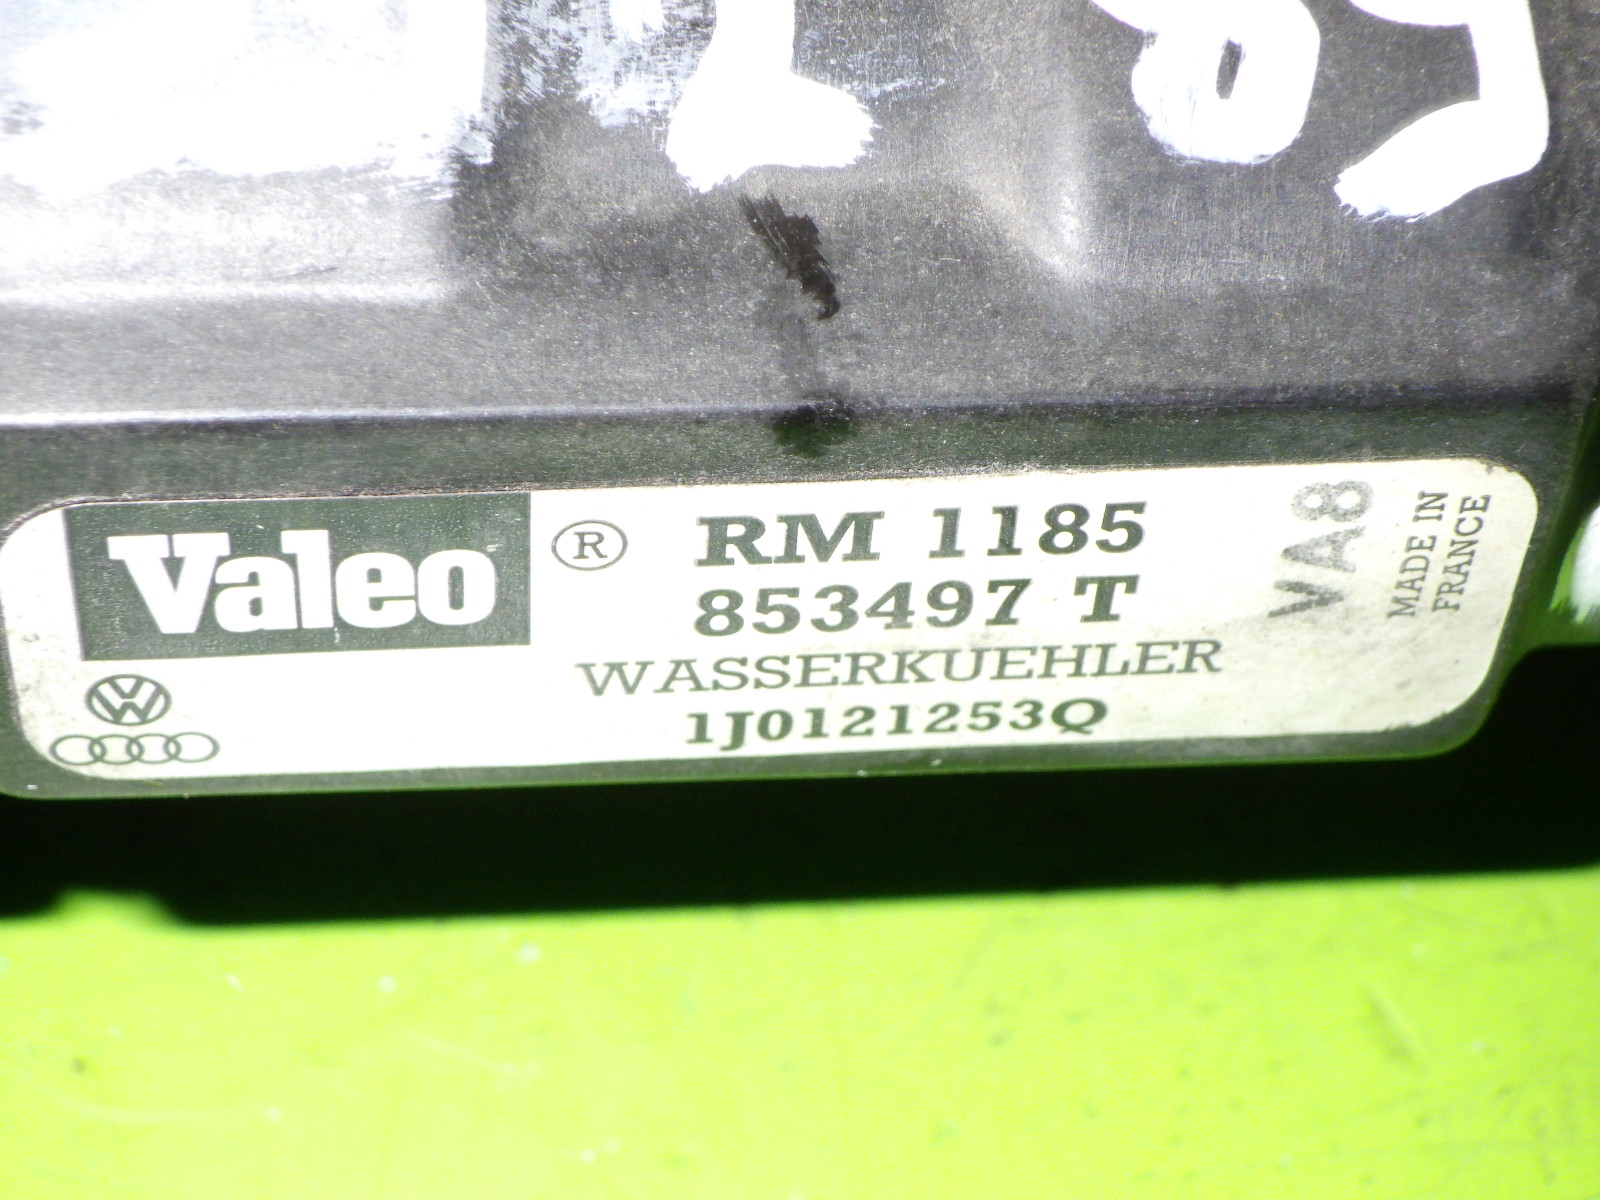 Valeo ® RM 1185
853497 T
WASSERKUEHLER
1J0121253Q
VA8
MADE IN
FRANCE